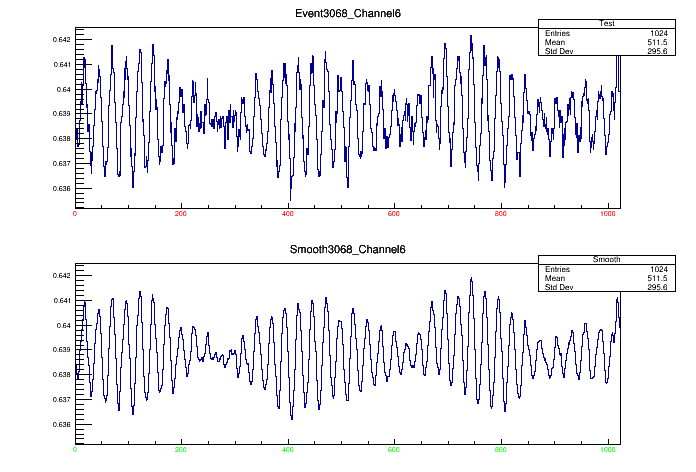 Event3068_Channel6
Test
Entries 1024
Mean 511.5
Std Dev 295.6
0.642
0.641
0.64
0.639
0.638
0.637
0.636
0 200 400 600 800 1000
Smooth3068_Channel6
Smooth
Entries 1024
Mean 511.5
Std Dev 295.6
0.642
0.641
0.64
0.639
0.638
0.637
0.636
0 200 400 600 800 1000